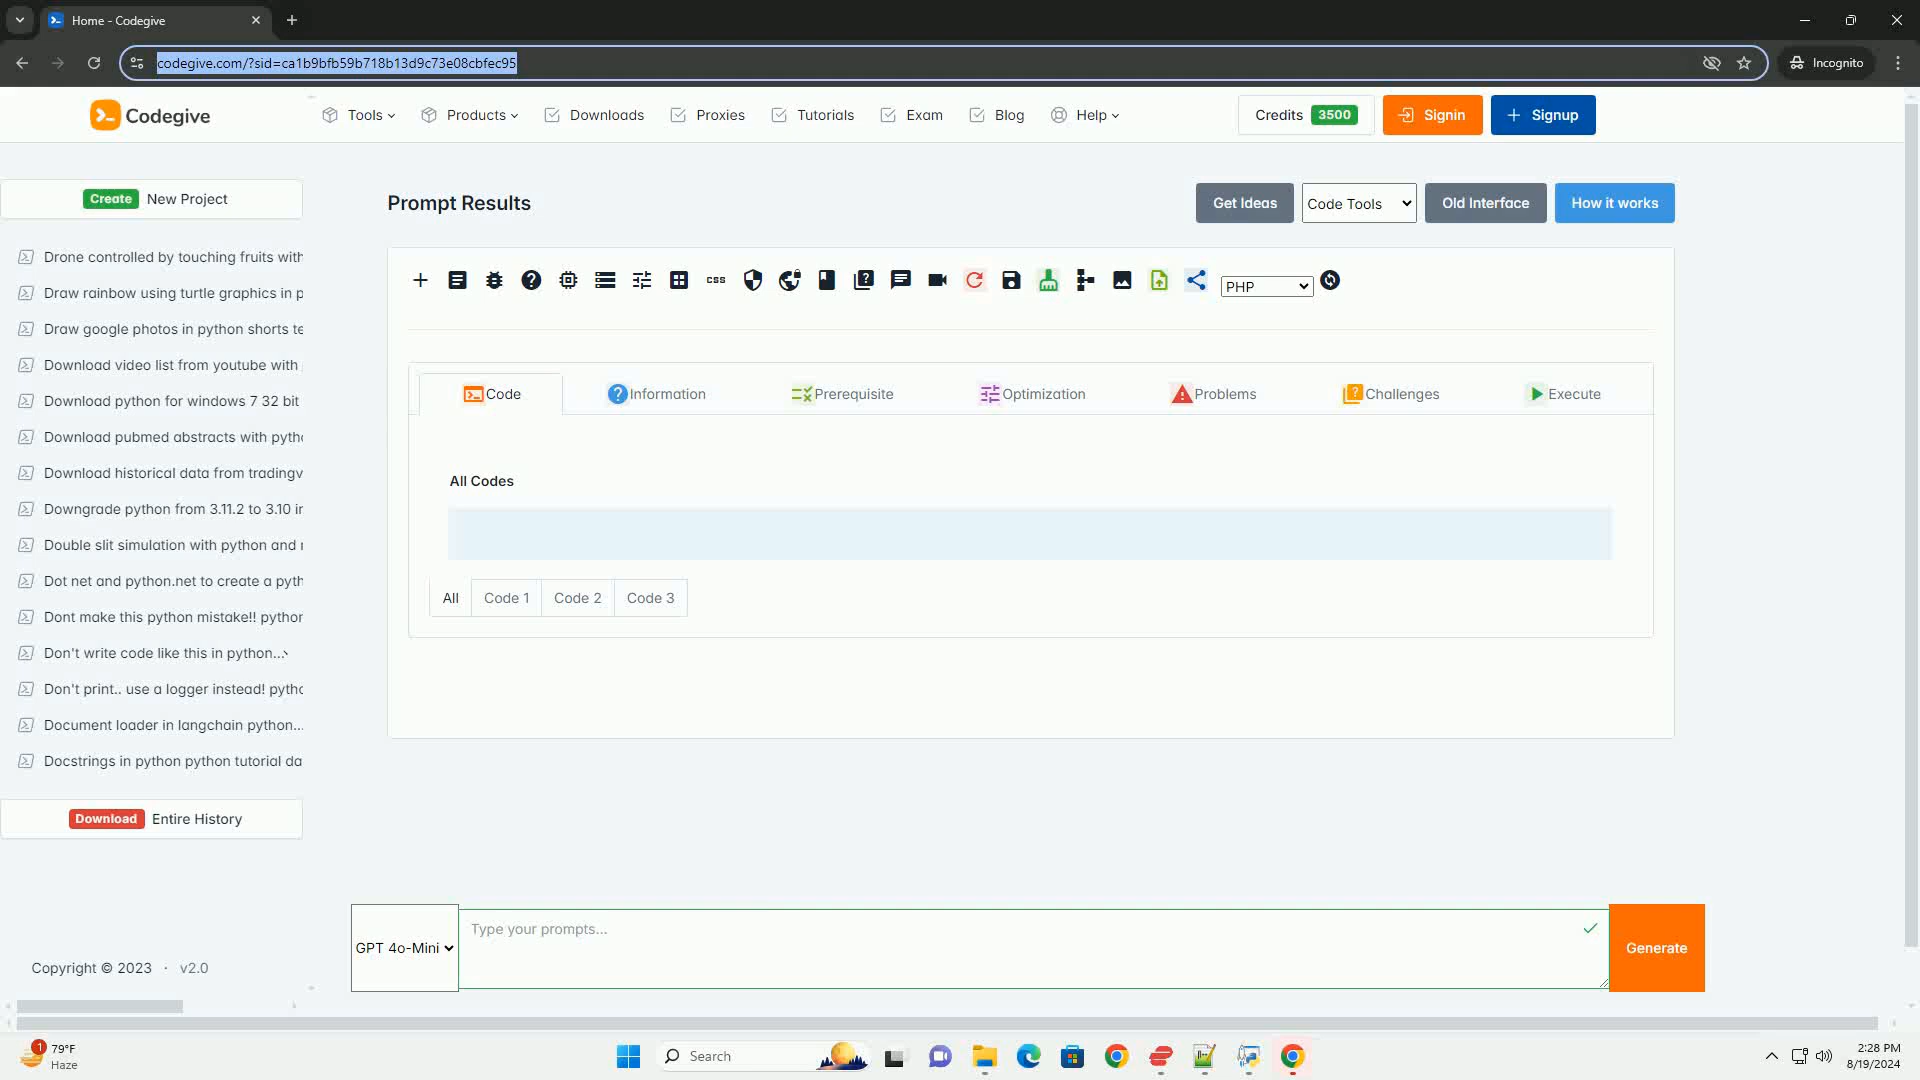 Home - Codegive
codegive.com/?sid=ca1b9bfb59b718b13d9c73e08cbfec95
Incognito
Codegive
Tools
Products
Downloads
Proxies
Tutorials
Exam
Blog
Help
Credits 3500
Signin
Signup
Create New Project
Prompt Results
Get Ideas
Code Tools
Old Interface
How it works
Drone controlled by touching fruits with
Draw rainbow using turtle graphics in p
Draw google photos in python shorts te
Download video list from youtube with
Download python for windows 7 32 bit
Download pubmed abstracts with pytho
Download historical data from tradingv
Downgrade python from 3.11.2 to 3.10 in
Double slit simulation with python and
Dot net and python.net to create a pyth
Dont make this python mistake!! python
Don't write code like this in python...
Don't print.. use a logger instead! pytho
Document loader in langchain python...
Docstrings in python python tutorial da
Download Entire History
Copyright © 2023 · v2.0
css
PHP
Code
Information
Prerequisite
Optimization
Problems
Challenges
Execute
All Codes
All
Code 1
Code 2
Code 3
GPT 4o-Mini
Type your prompts...
Generate
1
79°F
Haze
Search
2:28 PM
8/19/2024